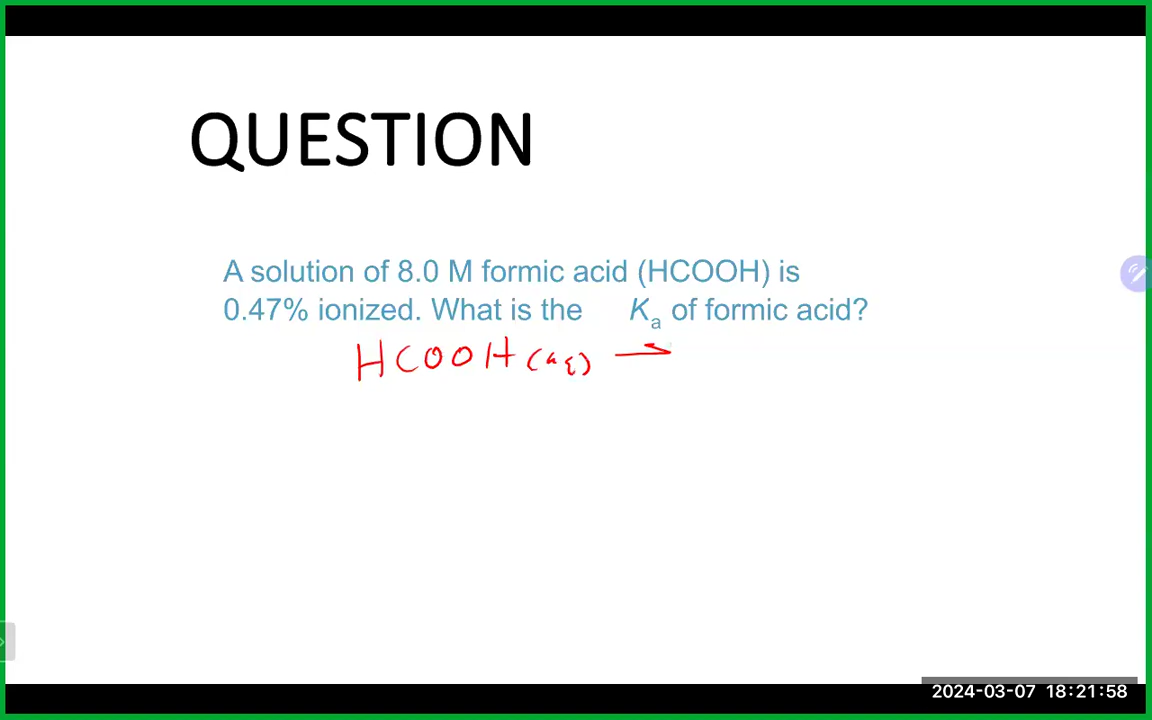 QUESTION
A solution of 8.0 M formic acid (HCOOH) is
0.47% ionized. What is the Ka of formic acid?
HCOOH(aq) →
2024-03-07 18:21:58